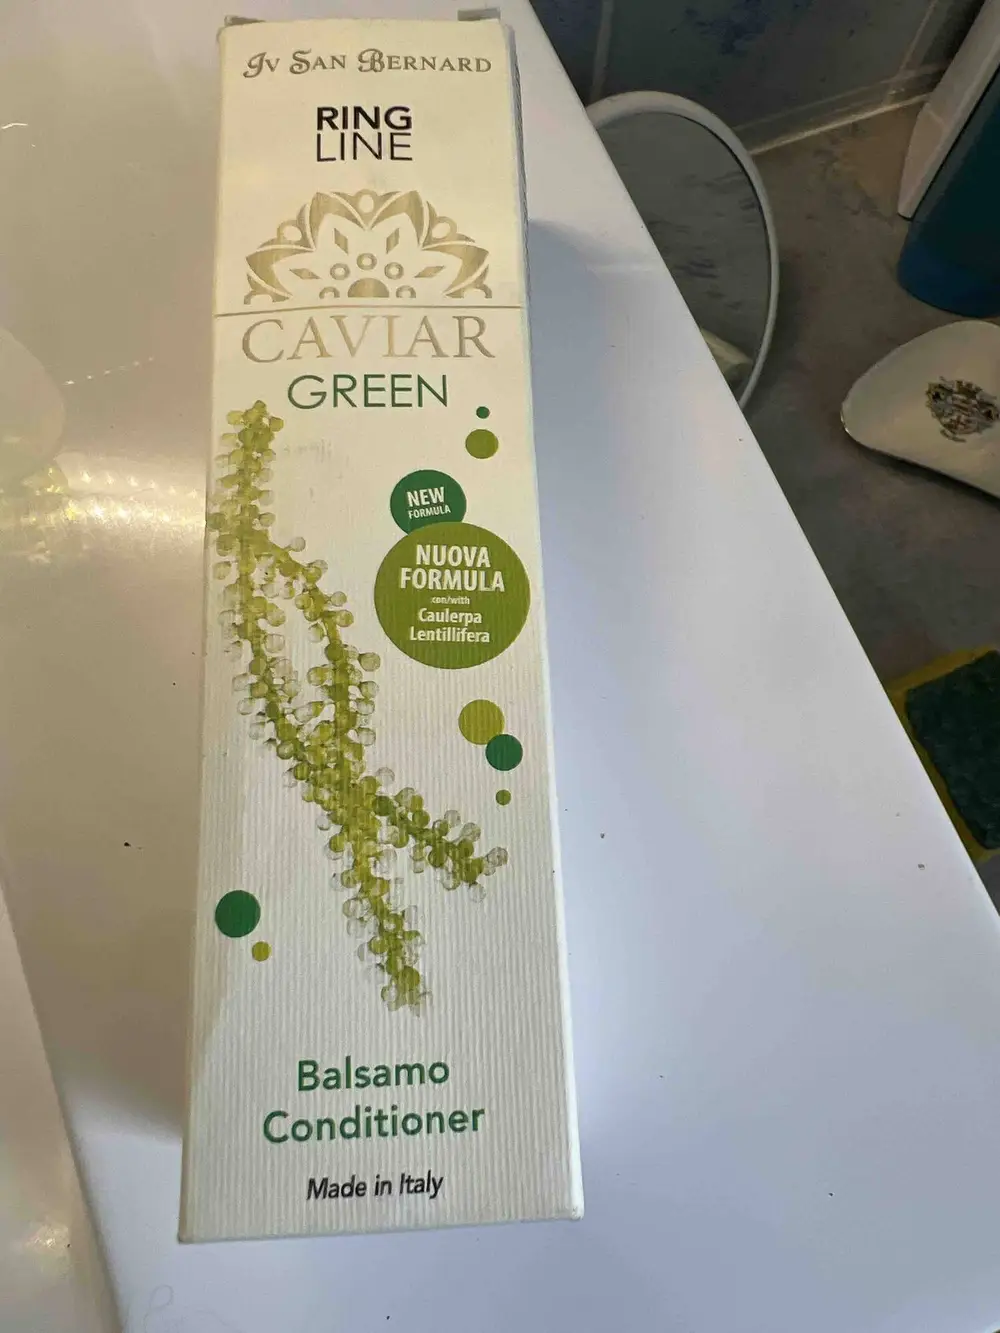 Iv San Bernard
RING
LINE
CAVIAR
GREEN
NEW
FORMULA
NUOVA
FORMULA
con/with
Caulerpa
Lentillifera
Balsamo
Conditioner
Made in Italy